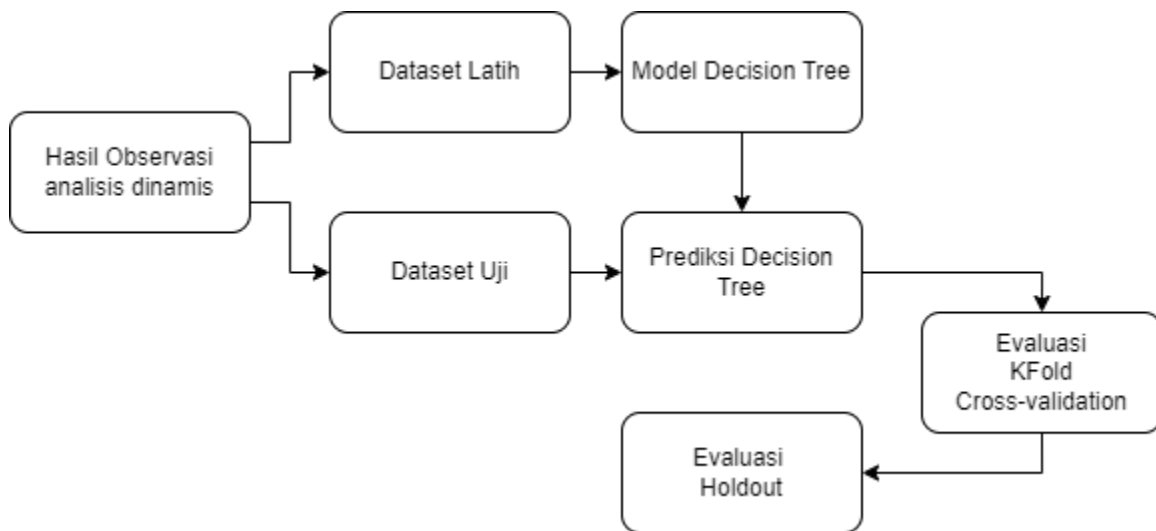 Dataset Latih
Model Decision Tree
Hasil Observasi
analisis dinamis
Dataset Uji
Prediksi Decision
Tree
Evaluasi
KFold
Cross-validation
Evaluasi
Holdout